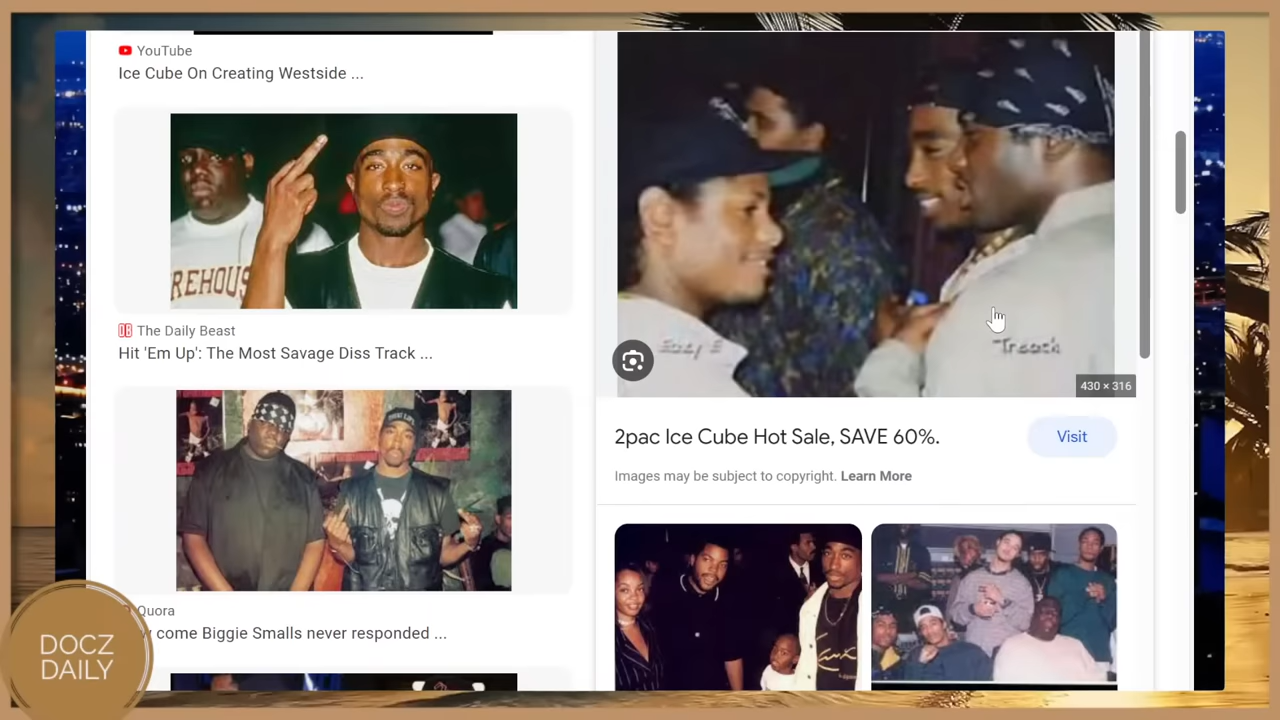 YouTube
Ice Cube On Creating Westside ...
REHOUS
The Daily Beast
Hit 'Em Up': The Most Savage Diss Track ...
Quora
come Biggie Smalls never responded ...
Eazy E
Treach
430 × 316
2pac Ice Cube Hot Sale, SAVE 60%.
Visit
Images may be subject to copyright. Learn More
DOCZ
DAILY